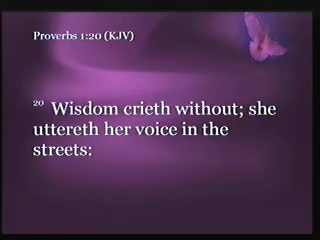 Proverbs 1:20 (KJV)
20 Wisdom crieth without; she
uttereth her voice in the
streets: